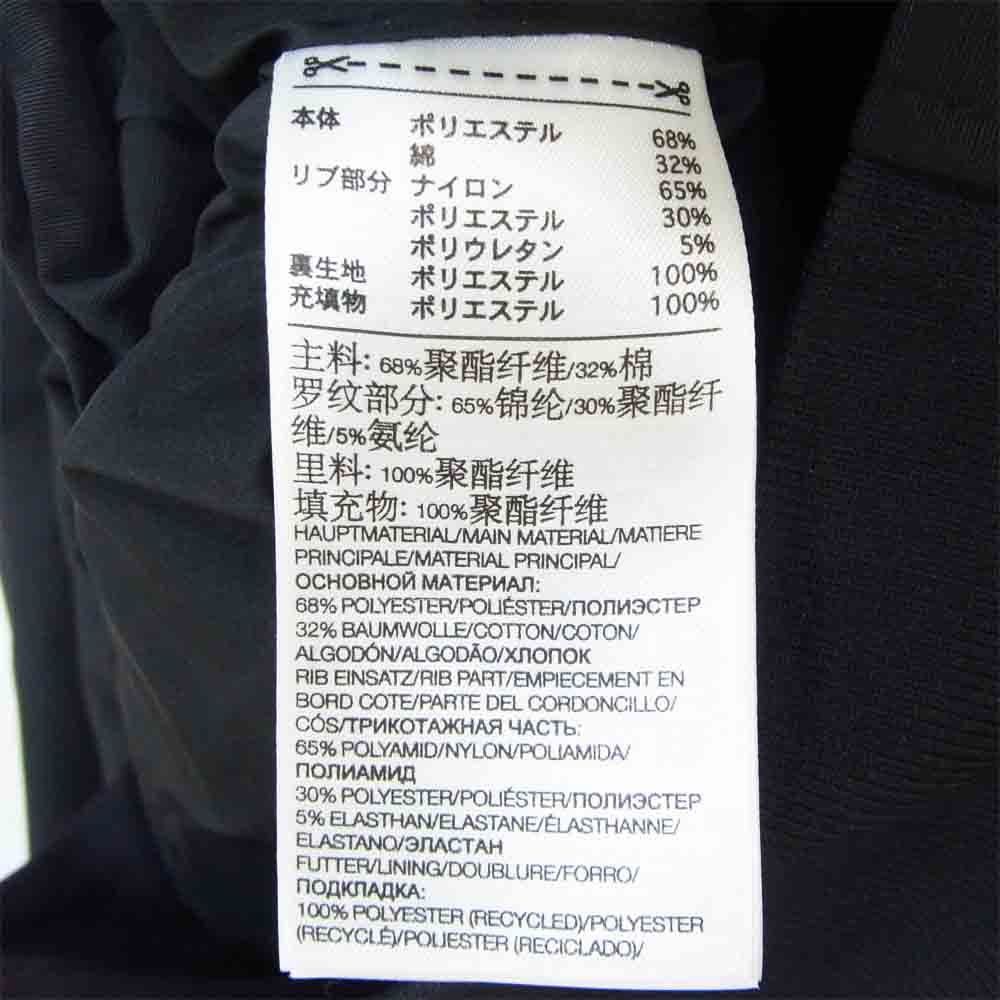 本体 ポリエステル 68%
綿 32%
リブ部分 ナイロン 65%
ポリエステル 30%
ポリウレタン 5%
裏生地 ポリエステル 100%
充填物 ポリエステル 100%
主料: 68%聚酯纤维/32%棉
罗纹部分: 65%锦纶/30%聚酯纤
维/5%氨纶
里料: 100%聚酯纤维
填充物: 100%聚酯纤维
HAUPTMATERIAL/MAIN MATERIAL/MATIERE
PRINCIPALE/MATERIAL PRINCIPAL/
ОСНОВНОЙ МАТЕРИАЛ:
68% POLYESTER/POLIÉSTER/ПОЛИЭСТЕР
32% BAUMWOLLE/COTTON/COTON/
ALGODÓN/ALGODÃO/ХЛОПОК
RIB EINSATZ/RIB PART/EMPIECEMENT EN
BORD COTE/PARTE DEL CORDONCILLO/
CÓS/ТРИКОТАЖНАЯ ЧАСТЬ:
65% POLYAMID/NYLON/POLIAMIDA/
ПОЛИАМИД
30% POLYESTER/POLIÉSTER/ПОЛИЭСТЕР
5% ELASTHAN/ELASTANE/ÉLASTHANNE/
ELASTANO/ЭЛАСТАН
FUTTER/LINING/DOUBLURE/FORRO/
ПОДКЛАДКА:
100% POLYESTER (RECYCLED)/POLYESTER
(RECYCLÉ)/POLIESTER (RECICLADO)/